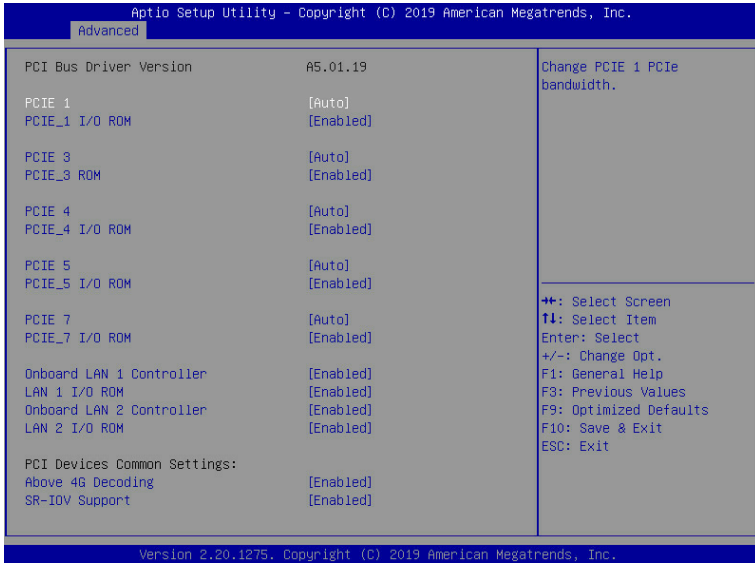 Aptio Setup Utility – Copyright (C) 2019 American Megatrends, Inc.
Advanced
PCI Bus Driver Version A5.01.19
PCIE 1 [Auto]
PCIE_1 I/O ROM [Enabled]
PCIE 3 [Auto]
PCIE_3 ROM [Enabled]
PCIE 4 [Auto]
PCIE_4 I/O ROM [Enabled]
PCIE 5 [Auto]
PCIE_5 I/O ROM [Enabled]
PCIE 7 [Auto]
PCIE_7 I/O ROM [Enabled]
Onboard LAN 1 Controller [Enabled]
LAN 1 I/O ROM [Enabled]
Onboard LAN 2 Controller [Enabled]
LAN 2 I/O ROM [Enabled]
PCI Devices Common Settings:
Above 4G Decoding [Enabled]
SR-IOV Support [Enabled]
Change PCIE 1 PCIe
bandwidth.
→←: Select Screen
↑↓: Select Item
Enter: Select
+/-: Change Opt.
F1: General Help
F3: Previous Values
F9: Optimized Defaults
F10: Save & Exit
ESC: Exit
Version 2.20.1275. Copyright (C) 2019 American Megatrends, Inc.